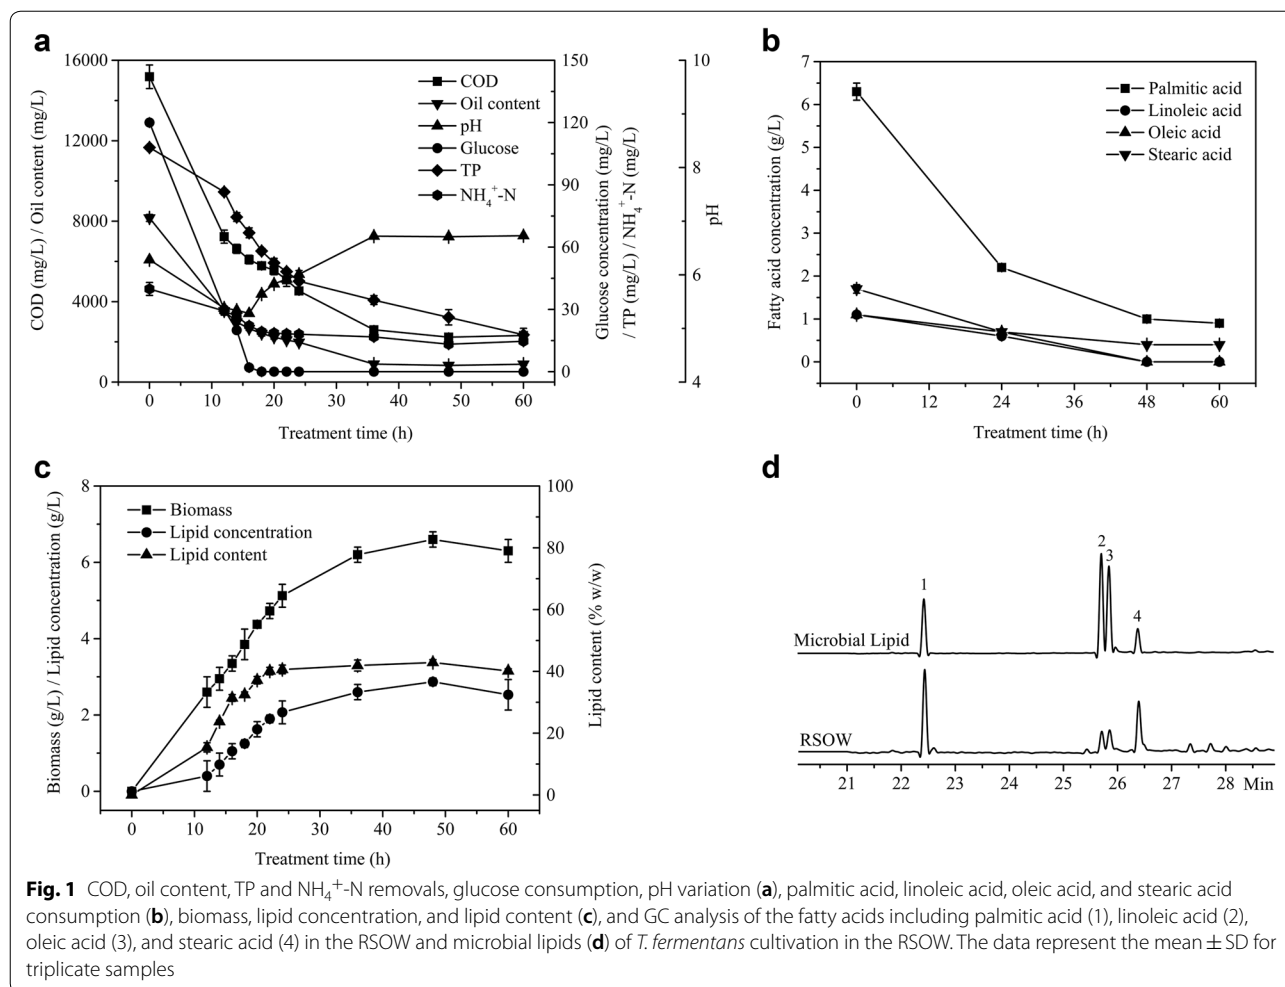 a
16000
12000
8000
4000
0
COD (mg/L) / Oil content (mg/L)
COD
Oil content
pH
Glucose
TP
NH4+-N
150
120
90
60
30
0
Glucose concentration (mg/L)
/ TP (mg/L) / NH4+-N (mg/L)
10
8
6
4
pH
0 10 20 30 40 50 60
Treatment time (h)
b
7
6
5
4
3
2
1
0
Fatty acid concentration (g/L)
Palmitic acid
Linoleic acid
Oleic acid
Stearic acid
0 12 24 36 48 60
Treatment time (h)
c
8
6
4
2
0
Biomass (g/L) / Lipid concentration (g/L)
Biomass
Lipid concentration
Lipid content
100
80
60
40
20
0
Lipid content (% w/w)
0 10 20 30 40 50 60
Treatment time (h)
d
1
2
3
4
Microbial Lipid
RSOW
21 22 23 24 25 26 27 28 Min
Fig. 1 COD, oil content, TP and NH4+-N removals, glucose consumption, pH variation (a), palmitic acid, linoleic acid, oleic acid, and stearic acid
consumption (b), biomass, lipid concentration, and lipid content (c), and GC analysis of the fatty acids including palmitic acid (1), linoleic acid (2),
oleic acid (3), and stearic acid (4) in the RSOW and microbial lipids (d) of T. fermentans cultivation in the RSOW. The data represent the mean ± SD for
triplicate samples